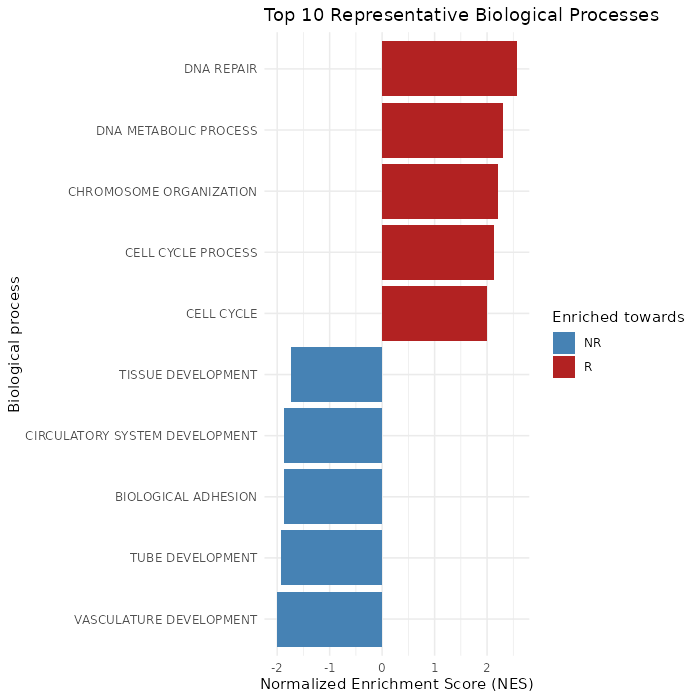 Top 10 Representative Biological Processes
DNA REPAIR
DNA METABOLIC PROCESS
CHROMOSOME ORGANIZATION
CELL CYCLE PROCESS
CELL CYCLE
TISSUE DEVELOPMENT
CIRCULATORY SYSTEM DEVELOPMENT
BIOLOGICAL ADHESION
TUBE DEVELOPMENT
VASCULATURE DEVELOPMENT
Biological process
-2 -1 0 1 2
Normalized Enrichment Score (NES)
Enriched towards
NR
R